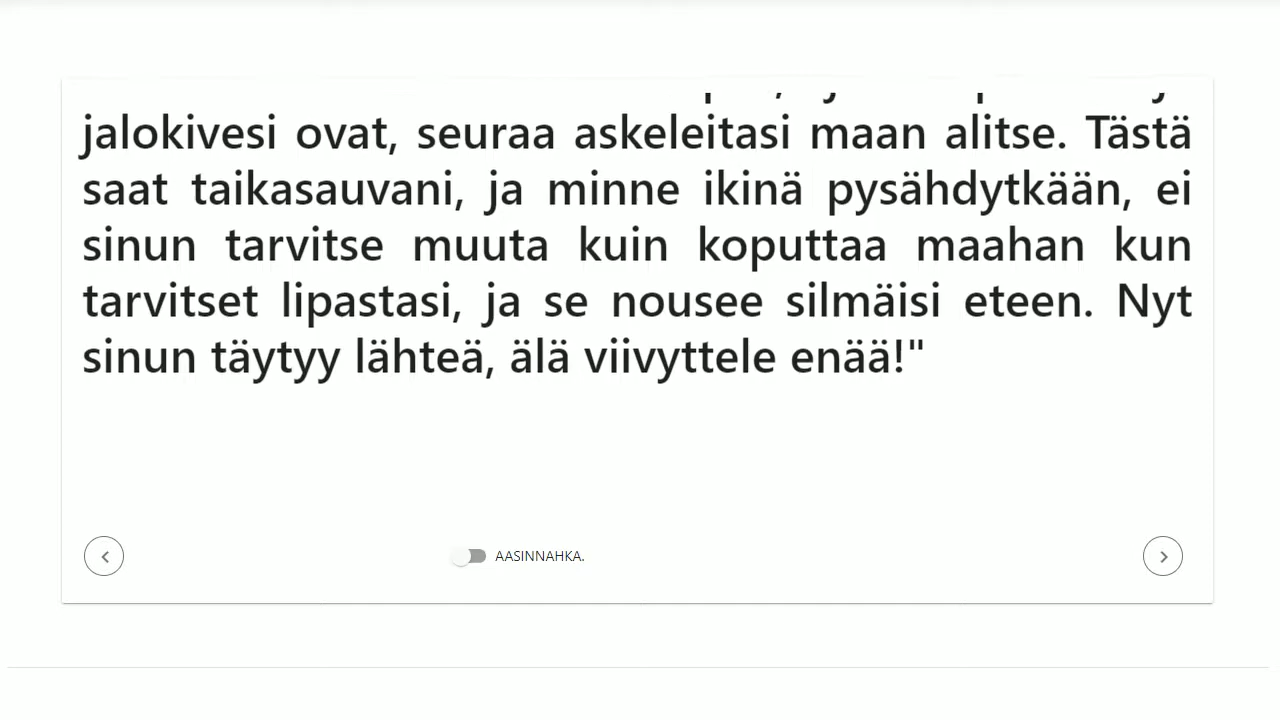 jalokivesi ovat, seuraa askeleitasi maan alitse. Tästä
saat taikasauvani, ja minne ikinä pysähdytkään, ei
sinun tarvitse muuta kuin koputtaa maahan kun
tarvitset lipastasi, ja se nousee silmäisi eteen. Nyt
sinun täytyy lähteä, älä viivyttele enää!"
AASINNAHKA.